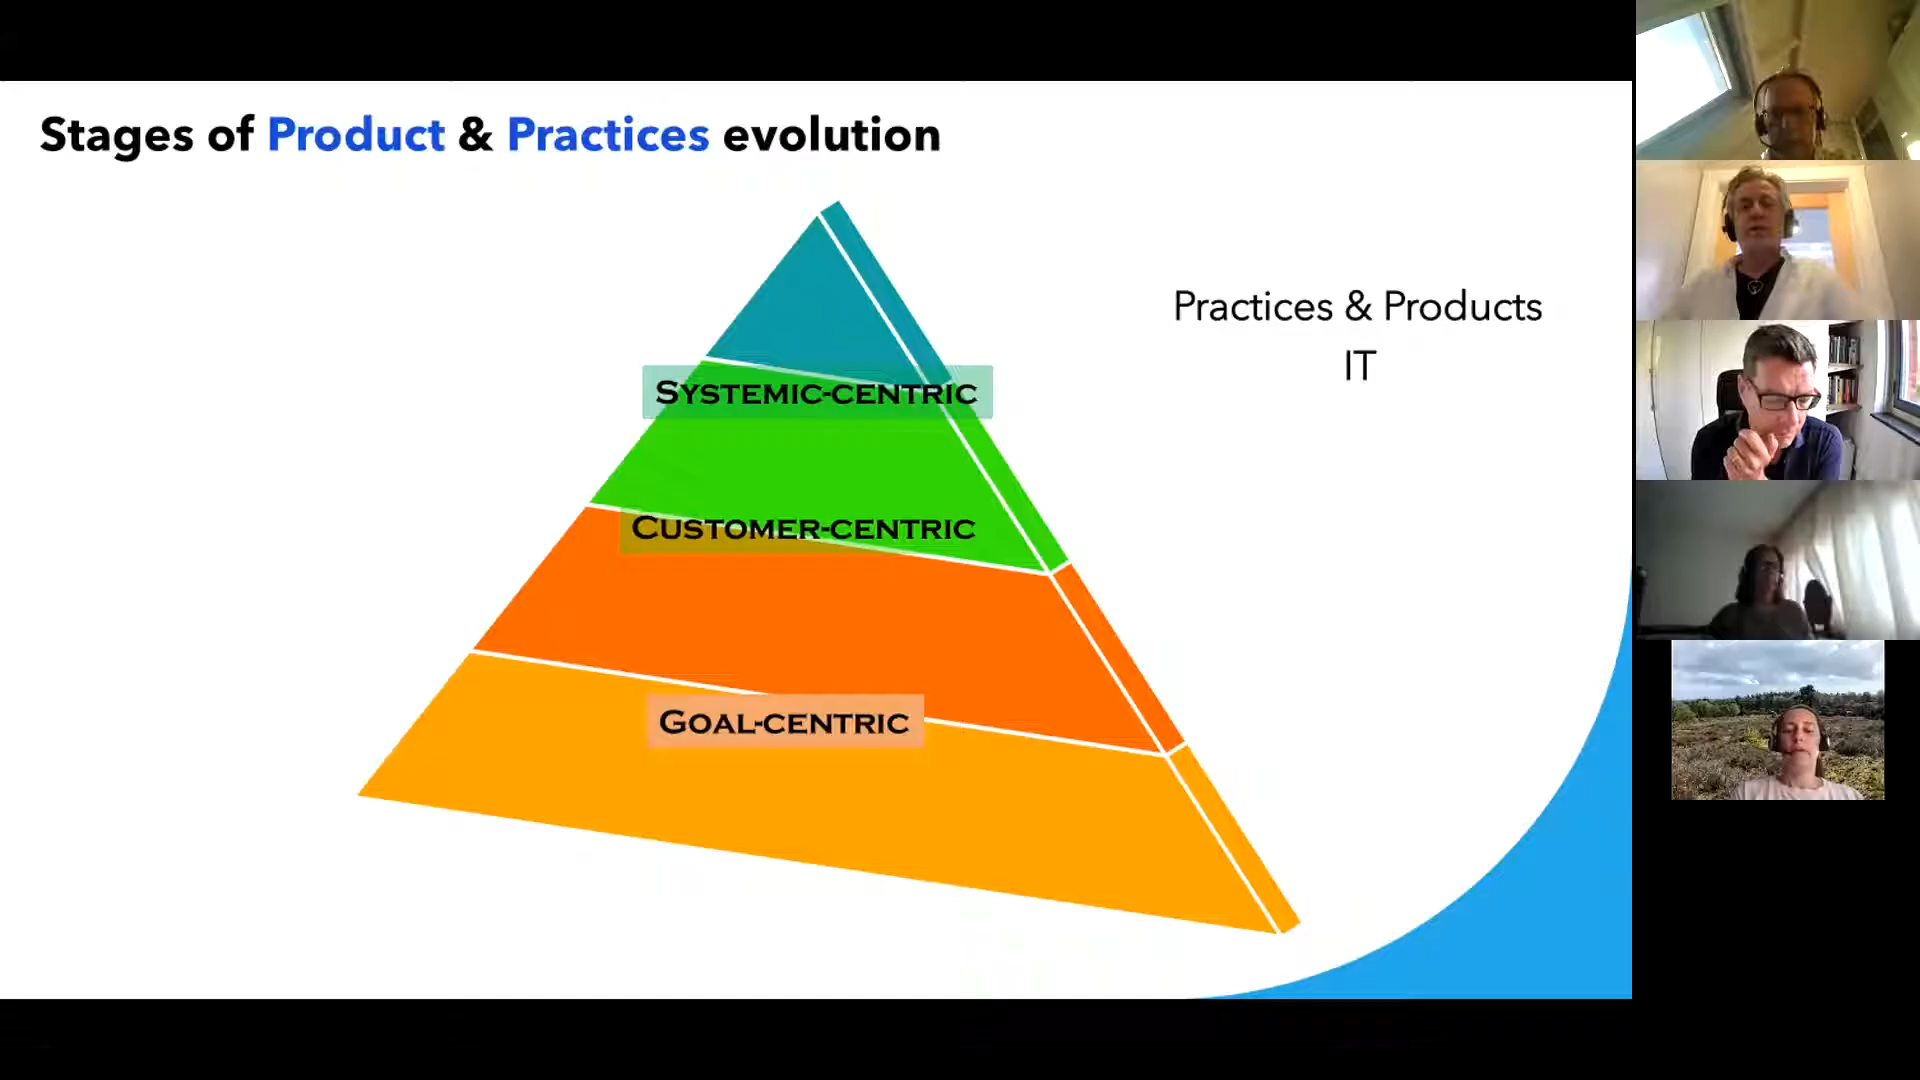 Stages of Product & Practices evolution
Practices & Products
IT
SYSTEMIC-CENTRIC
CUSTOMER-CENTRIC
GOAL-CENTRIC